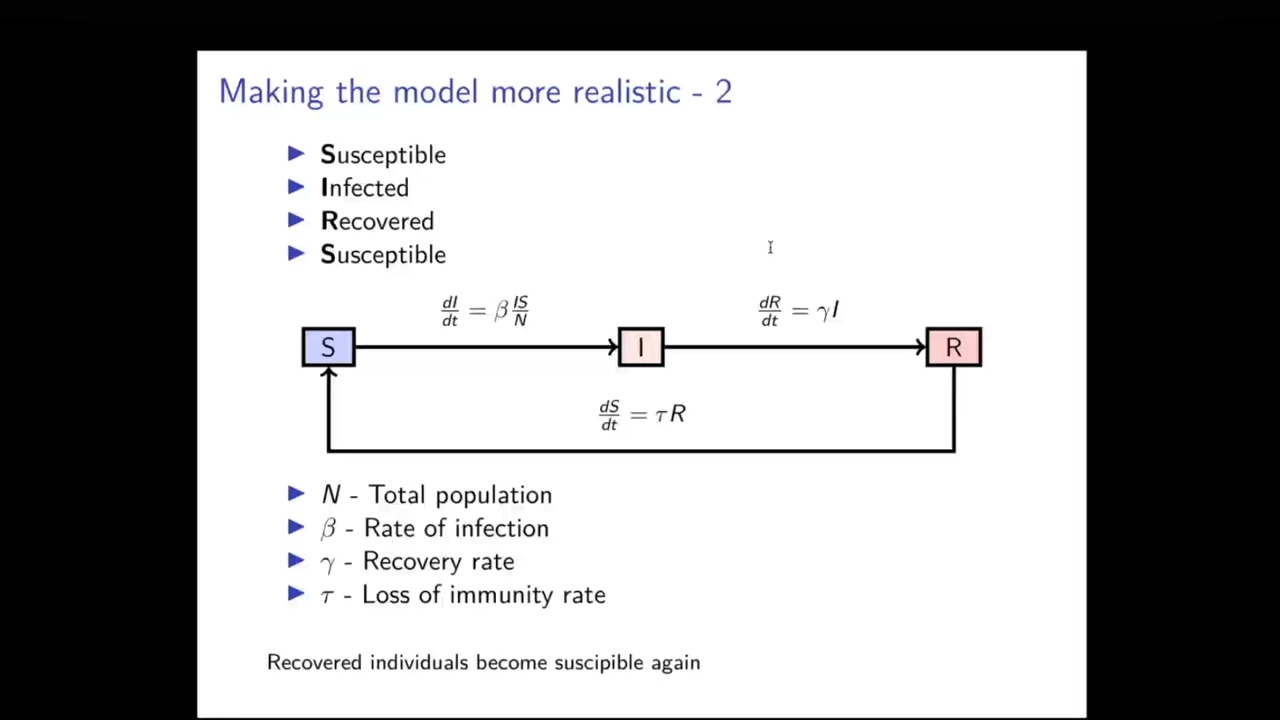 Making the model more realistic - 2
▶ Susceptible
▶ Infected
▶ Recovered
▶ Susceptible
dI/dt = β IS/N
dR/dt = γI
S
I
R
dS/dt = τR
▶ N - Total population
▶ β - Rate of infection
▶ γ - Recovery rate
▶ τ - Loss of immunity rate
Recovered individuals become suscipible again